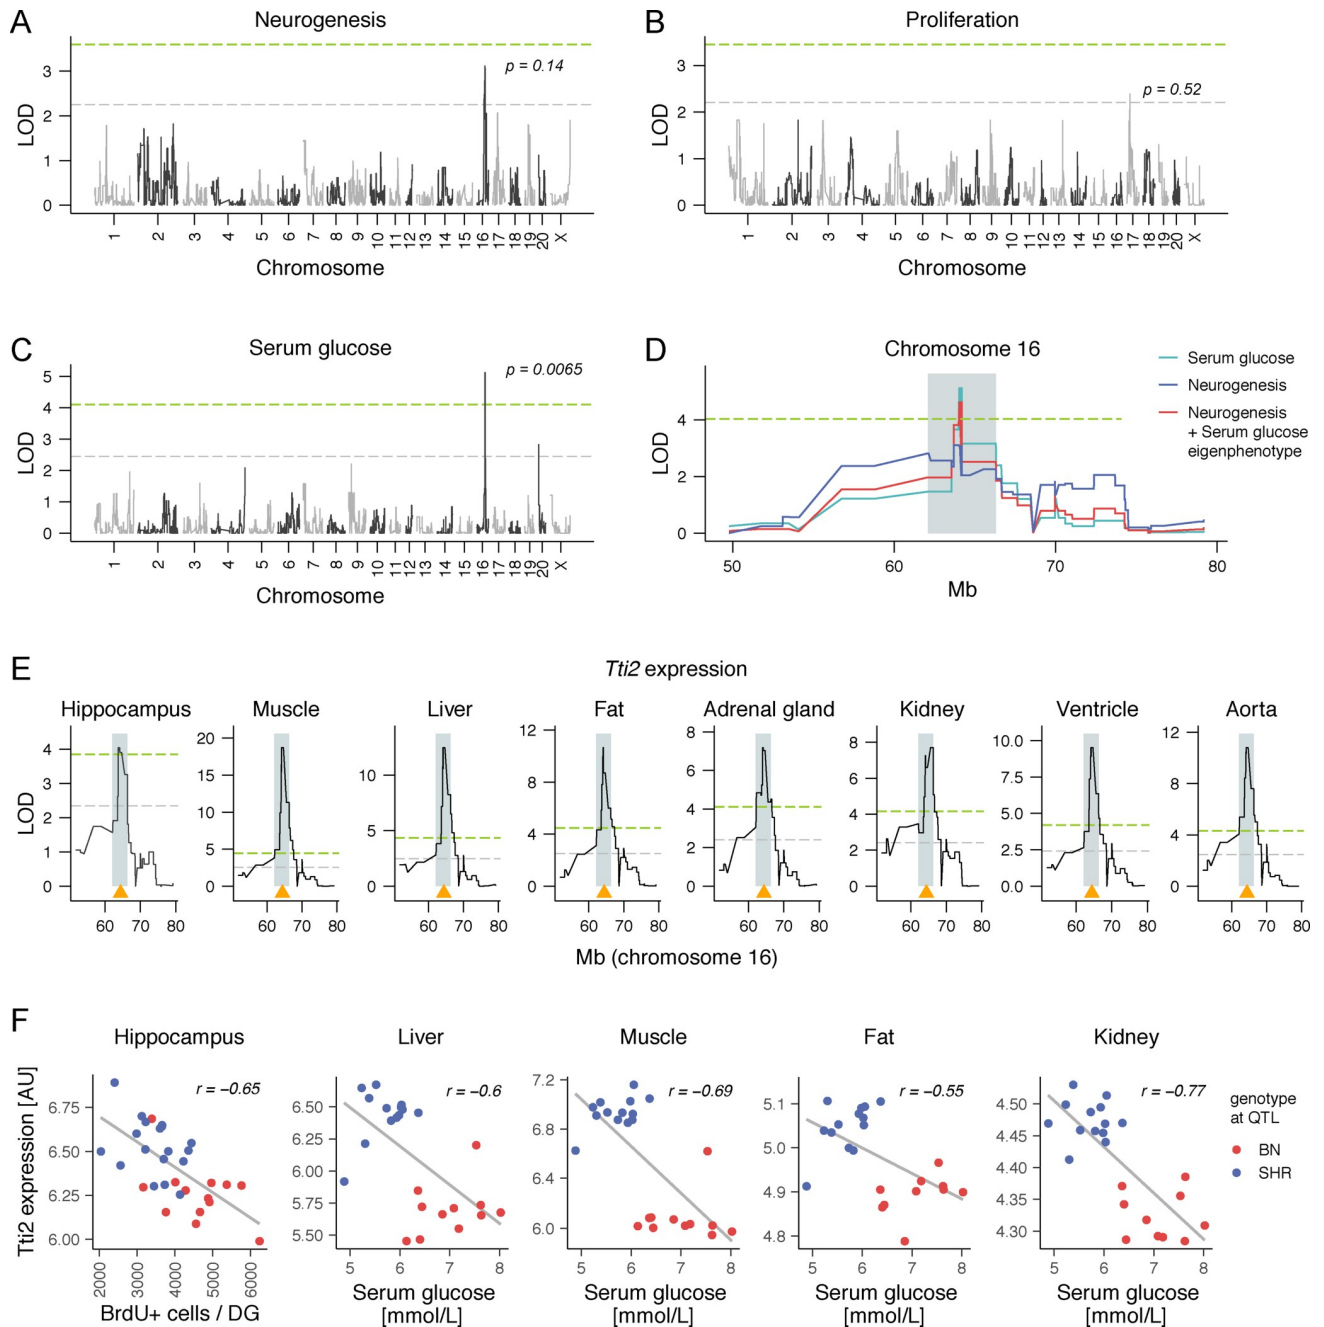 A
Neurogenesis
p = 0.14
LOD
3
2
1
0
1 2 3 4 5 6 7 8 9 10 11 12 13 14 15 16 17 18 19 20 X
Chromosome
B
Proliferation
p = 0.52
LOD
3
2
1
0
1 2 3 4 5 6 7 8 9 10 11 12 13 14 15 16 17 18 19 20 X
Chromosome
C
Serum glucose
p = 0.0065
LOD
5
4
3
2
1
0
1 2 3 4 5 6 7 8 9 10 11 12 13 14 15 16 17 18 19 20 X
Chromosome
D
Chromosome 16
LOD
4
2
0
50 60 70 80
Mb
Serum glucose
Neurogenesis
Neurogenesis
+ Serum glucose
eigenphenotype
E
Tti2 expression
Hippocampus Muscle Liver Fat Adrenal gland Kidney Ventricle Aorta
LOD
4
3
2
1
0
60 70 80
20
15
10
5
0
60 70 80
10
5
0
60 70 80
12
8
4
0
60 70 80
8
6
4
2
0
60 70 80
8
6
4
2
0
60 70 80
10.0
7.5
5.0
2.5
0.0
60 70 80
12
8
4
0
60 70 80
Mb (chromosome 16)
F
Tti2 expression [AU]
Hippocampus
r = −0.65
6.75
6.50
6.25
6.00
2000 3000 4000 5000 6000
BrdU+ cells / DG
Liver
r = −0.6
6.50
6.25
6.00
5.75
5.50
5 6 7 8
Serum glucose
[mmol/L]
Muscle
r = −0.69
7.2
6.8
6.4
6.0
5 6 7 8
Serum glucose
[mmol/L]
Fat
r = −0.55
5.1
5.0
4.9
4.8
5 6 7 8
Serum glucose
[mmol/L]
Kidney
r = −0.77
4.50
4.45
4.40
4.35
4.30
5 6 7 8
Serum glucose
[mmol/L]
genotype
at QTL
BN
SHR